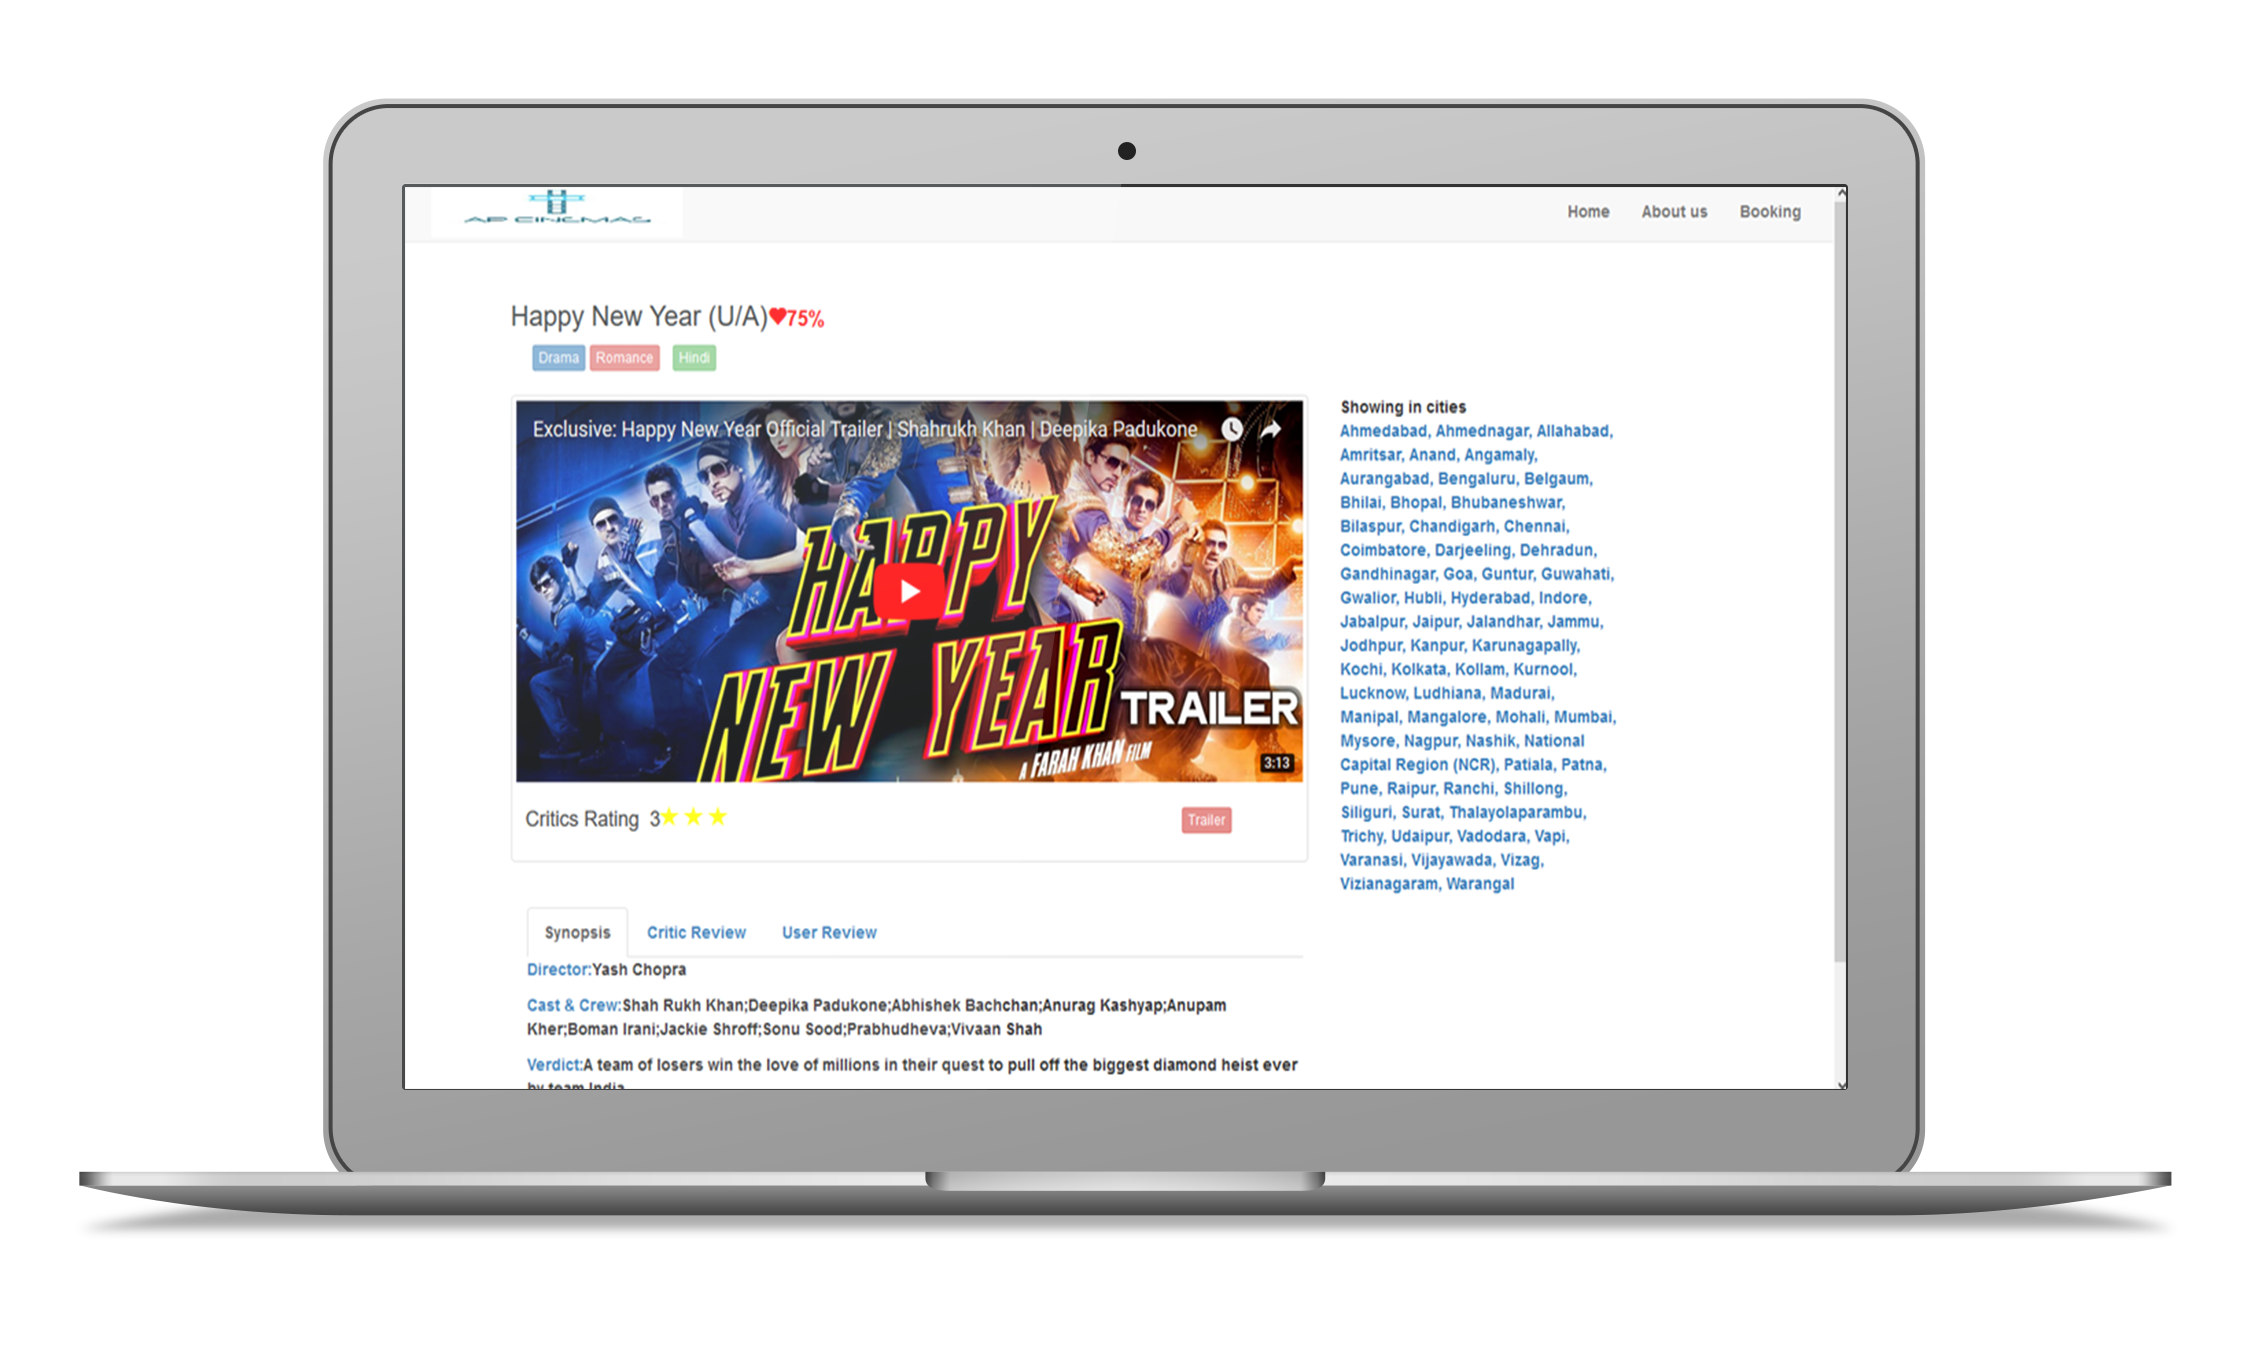 AP CINEMAS
Home About us Booking
Happy New Year (U/A)♥75%
Drama Romance Hindi
Exclusive: Happy New Year Official Trailer | Shahrukh Khan | Deepika Padukone
HAPPY
NEW YEAR
TRAILER
A FARAH KHAN FILM
3:13
Critics Rating 3★ ★ ★
Trailer
Showing in cities
Ahmedabad, Ahmednagar, Allahabad,
Amritsar, Anand, Angamaly,
Aurangabad, Bengaluru, Belgaum,
Bhilai, Bhopal, Bhubaneshwar,
Bilaspur, Chandigarh, Chennai,
Coimbatore, Darjeeling, Dehradun,
Gandhinagar, Goa, Guntur, Guwahati,
Gwalior, Hubli, Hyderabad, Indore,
Jabalpur, Jaipur, Jalandhar, Jammu,
Jodhpur, Kanpur, Karunagapally,
Kochi, Kolkata, Kollam, Kurnool,
Lucknow, Ludhiana, Madurai,
Manipal, Mangalore, Mohali, Mumbai,
Mysore, Nagpur, Nashik, National
Capital Region (NCR), Patiala, Patna,
Pune, Raipur, Ranchi, Shillong,
Siliguri, Surat, Thalayolaparambu,
Trichy, Udaipur, Vadodara, Vapi,
Varanasi, Vijayawada, Vizag,
Vizianagaram, Warangal
Synopsis Critic Review User Review
Director:Yash Chopra
Cast & Crew:Shah Rukh Khan;Deepika Padukone;Abhishek Bachchan;Anurag Kashyap;Anupam
Kher;Boman Irani;Jackie Shroff;Sonu Sood;Prabhudheva;Vivaan Shah
Verdict:A team of losers win the love of millions in their quest to pull off the biggest diamond heist ever
by team India